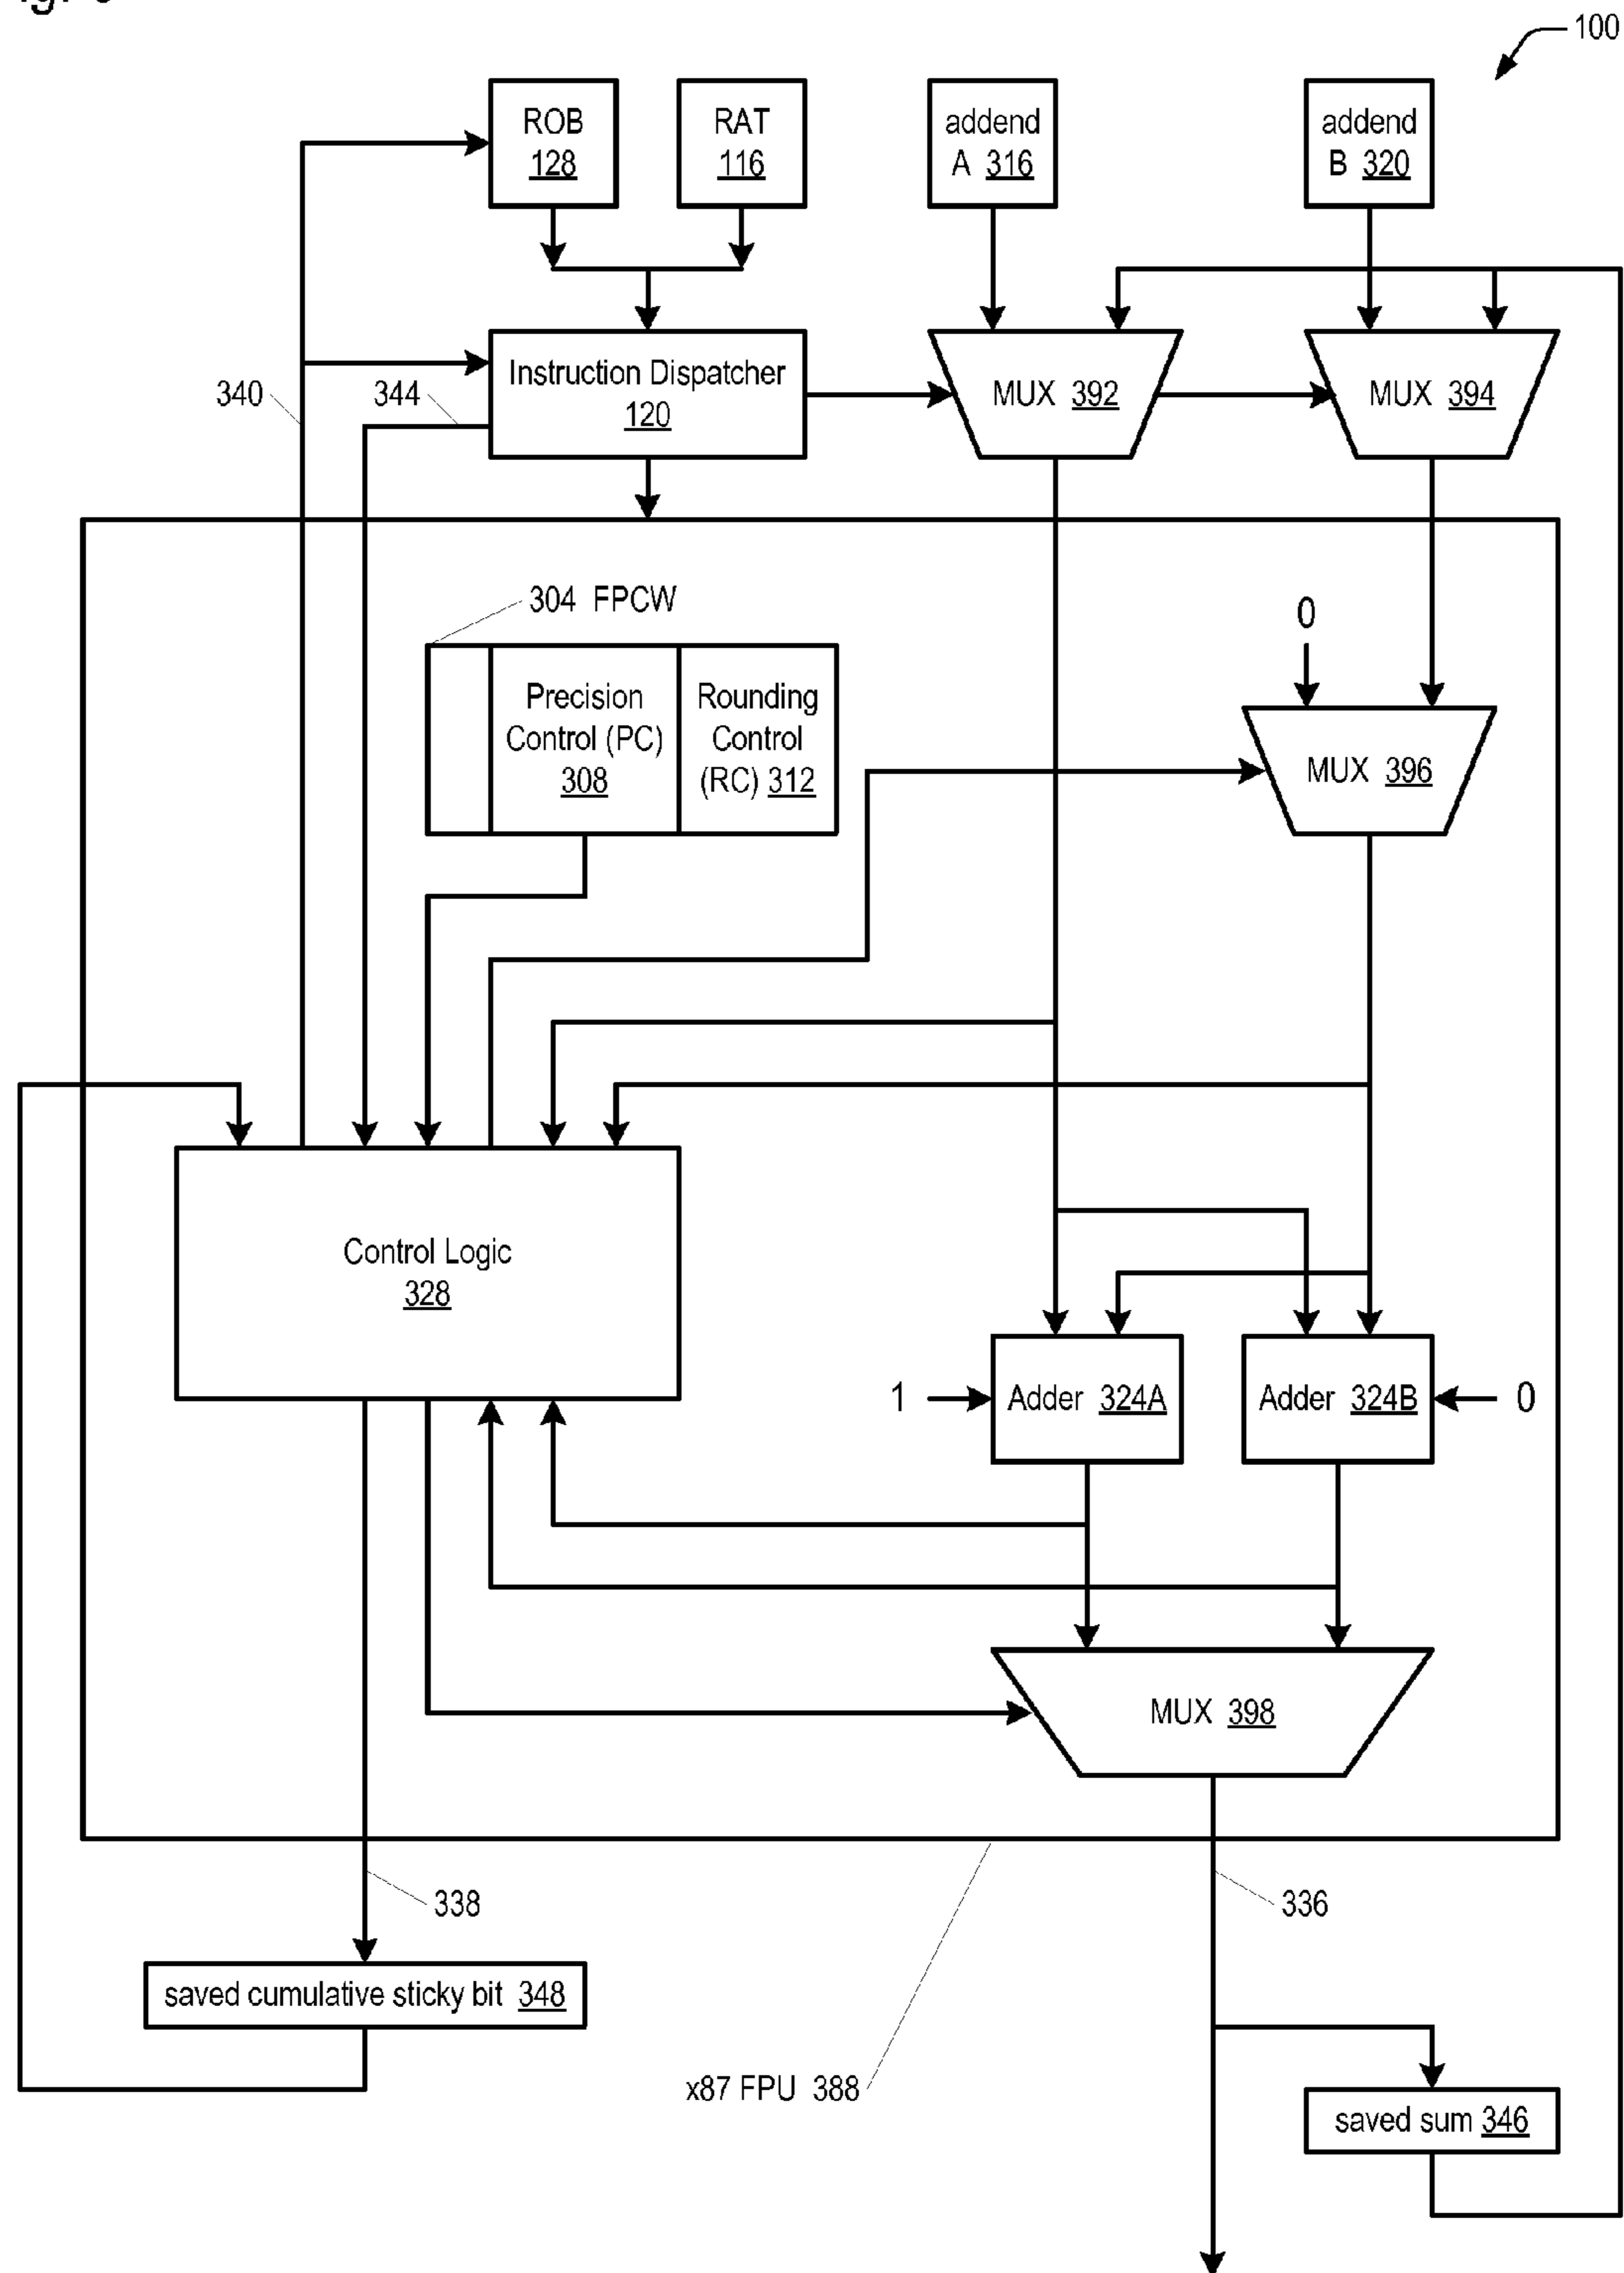 100
ROB
128
RAT
116
addend
A 316
addend
B 320
340
344
Instruction Dispatcher
120
MUX 392
MUX 394
304 FPCW
0
Precision
Control (PC)
308
Rounding
Control
(RC) 312
MUX 396
Control Logic
328
1
Adder 324A
Adder 324B
0
MUX 398
338
336
saved cumulative sticky bit 348
x87 FPU 388
saved sum 346